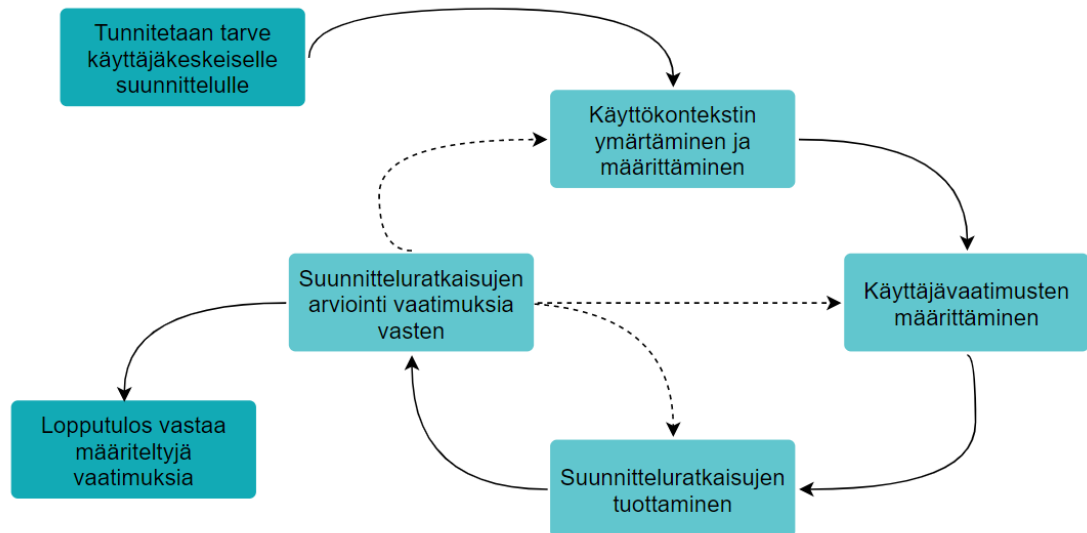 Tunnitetaan tarve
käyttäjäkeskeiselle
suunnittelulle
Käyttökontekstin
ymärtäminen ja
määrittäminen
Suunnitteluratkaisujen
arviointi vaatimuksia
vasten
Käyttäjävaatimusten
määrittäminen
Lopputulos vastaa
määriteltyjä
vaatimuksia
Suunnitteluratkaisujen
tuottaminen